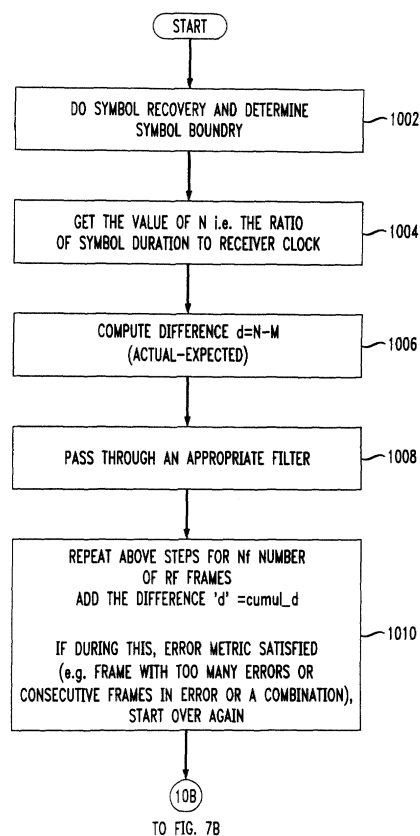 START
DO SYMBOL RECOVERY AND DETERMINE
SYMBOL BOUNDRY
1002
GET THE VALUE OF N i.e. THE RATIO
OF SYMBOL DURATION TO RECEIVER CLOCK
1004
COMPUTE DIFFERENCE d=N-M
(ACTUAL-EXPECTED)
1006
PASS THROUGH AN APPROPRIATE FILTER
1008
REPEAT ABOVE STEPS FOR Nf NUMBER
OF RF FRAMES
ADD THE DIFFERENCE 'd' =cumul_d
IF DURING THIS, ERROR METRIC SATISFIED
(e.g. FRAME WITH TOO MANY ERRORS OR
CONSECUTIVE FRAMES IN ERROR OR A COMBINATION),
START OVER AGAIN
1010
10B
TO FIG. 7B